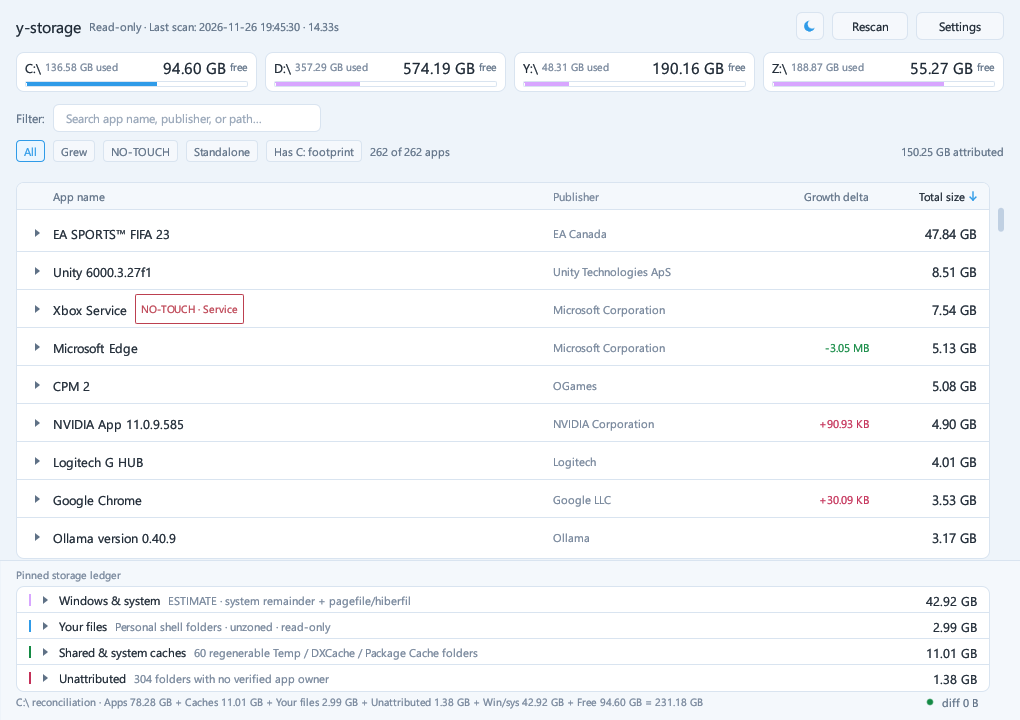 y-storage Read-only · Last scan: 2026-11-26 19:45:30 · 14.33s Rescan Settings
C:\ 136.58 GB used 94.60 GB free D:\ 357.29 GB used 574.19 GB free Y:\ 48.31 GB used 190.16 GB free Z:\ 188.87 GB used 55.27 GB free
Filter: Search app name, publisher, or path...
All Grew NO-TOUCH Standalone Has C: footprint 262 of 262 apps 150.25 GB attributed
App name Publisher Growth delta Total size ↓
EA SPORTS™ FIFA 23 EA Canada 47.84 GB
Unity 6000.3.27f1 Unity Technologies ApS 8.51 GB
Xbox Service NO-TOUCH · Service Microsoft Corporation 7.54 GB
Microsoft Edge Microsoft Corporation -3.05 MB 5.13 GB
CPM 2 OGames 5.08 GB
NVIDIA App 11.0.9.585 NVIDIA Corporation +90.93 KB 4.90 GB
Logitech G HUB Logitech 4.01 GB
Google Chrome Google LLC +30.09 KB 3.53 GB
Ollama version 0.40.9 Ollama 3.17 GB
Pinned storage ledger
Windows & system ESTIMATE · system remainder + pagefile/hiberfil 42.92 GB
Your files Personal shell folders · unzoned · read-only 2.99 GB
Shared & system caches 60 regenerable Temp / DXCache / Package Cache folders 11.01 GB
Unattributed 304 folders with no verified app owner 1.38 GB
C:\ reconciliation · Apps 78.28 GB + Caches 11.01 GB + Your files 2.99 GB + Unattributed 1.38 GB + Win/sys 42.92 GB + Free 94.60 GB = 231.18 GB diff 0 B